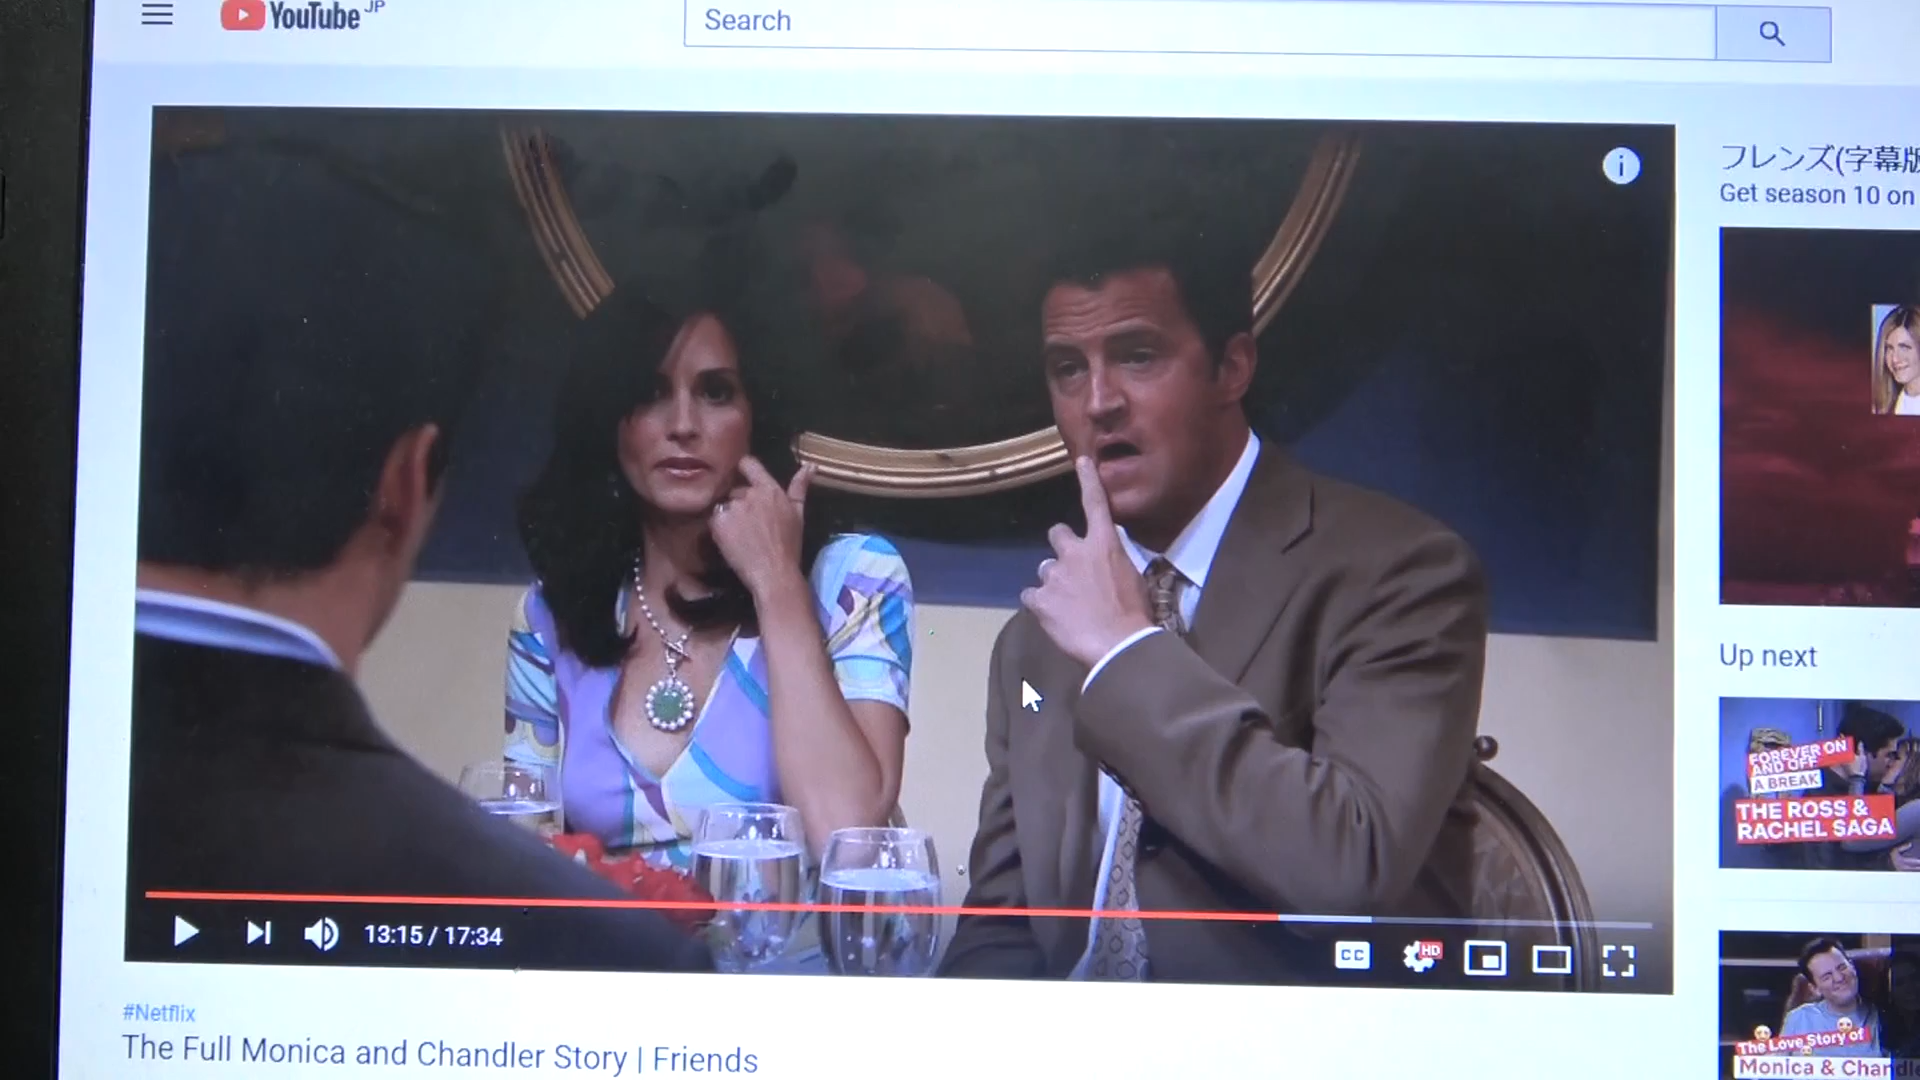 YouTube JP
Search
フレンズ(字幕版
Get season 10 on
Up next
FOREVER ON
AND OFF
A BREAK
THE ROSS &
RACHEL SAGA
13:15 / 17:34
CC
HD
#Netflix
The Full Monica and Chandler Story | Friends
The Love Story of
Monica & Chandl